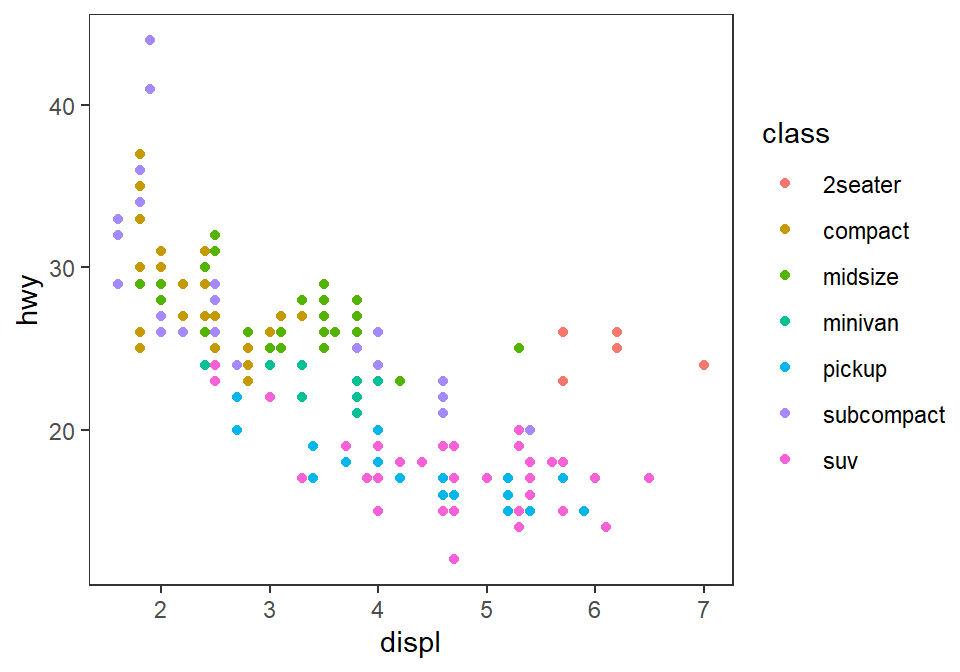 40
30
20
hwy
2 3 4 5 6 7
displ
class
2seater
compact
midsize
minivan
pickup
subcompact
suv